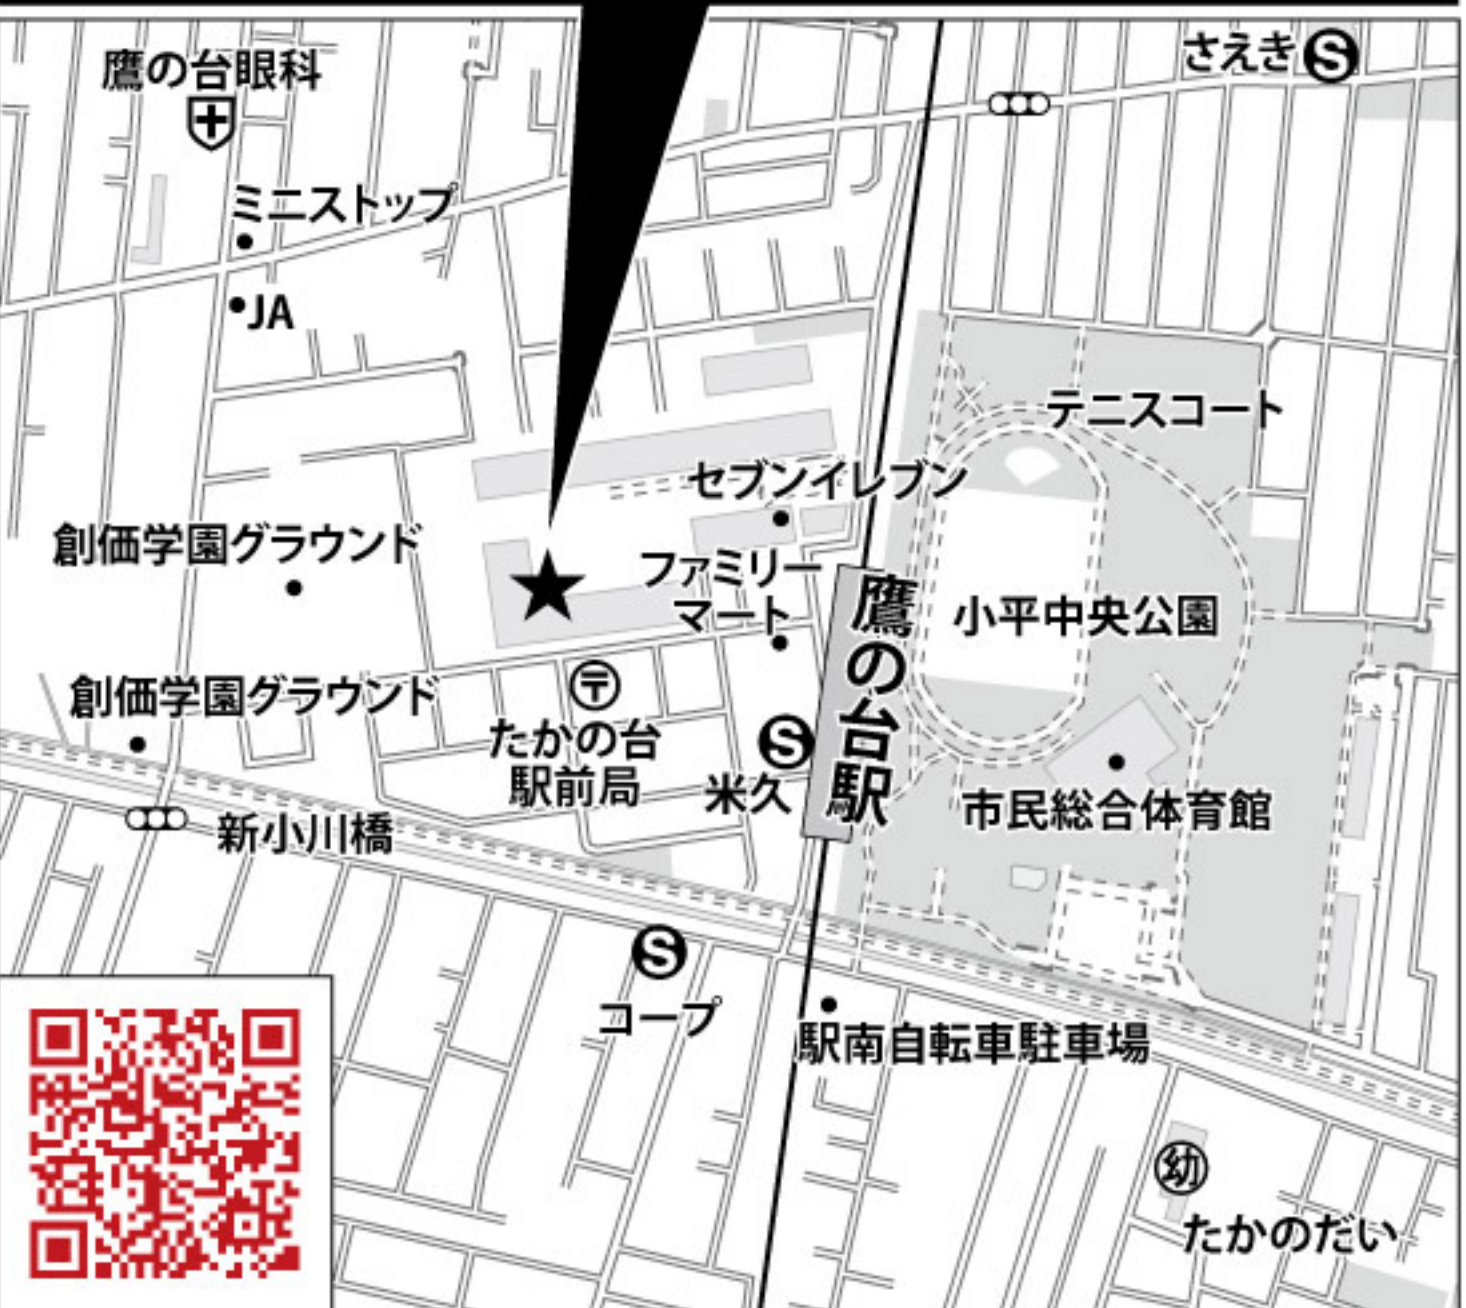 さえき
S
鷹の台眼科
ミニストップ
JA
テニスコート
セブンイレブン
創価学園グラウンド
ファミリー
マート
鷹の台駅
小平中央公園
創価学園グラウンド
〒
たかの台
駅前局
S
米久
市民総合体育館
新小川橋
S
コープ
駅南自転車駐車場
幼
たかのだい